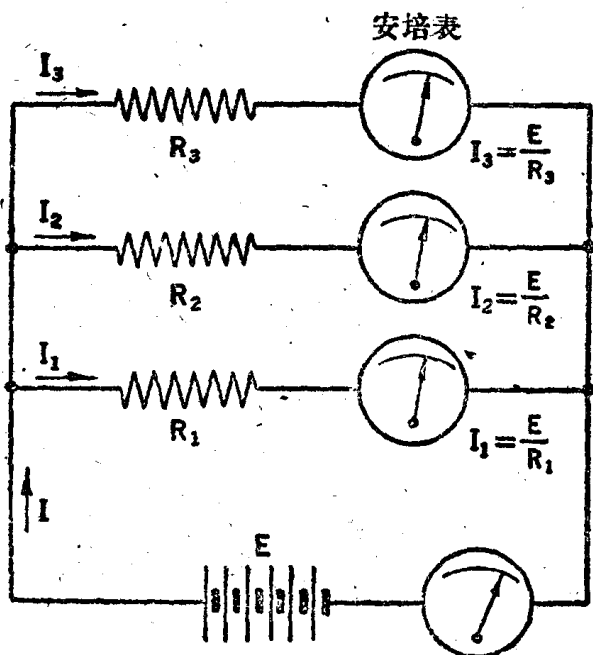 安培表
I₃
R₃
I₃=E/R₃
I₂
R₂
I₂=E/R₂
I₁
R₁
I₁=E/R₁
I
E